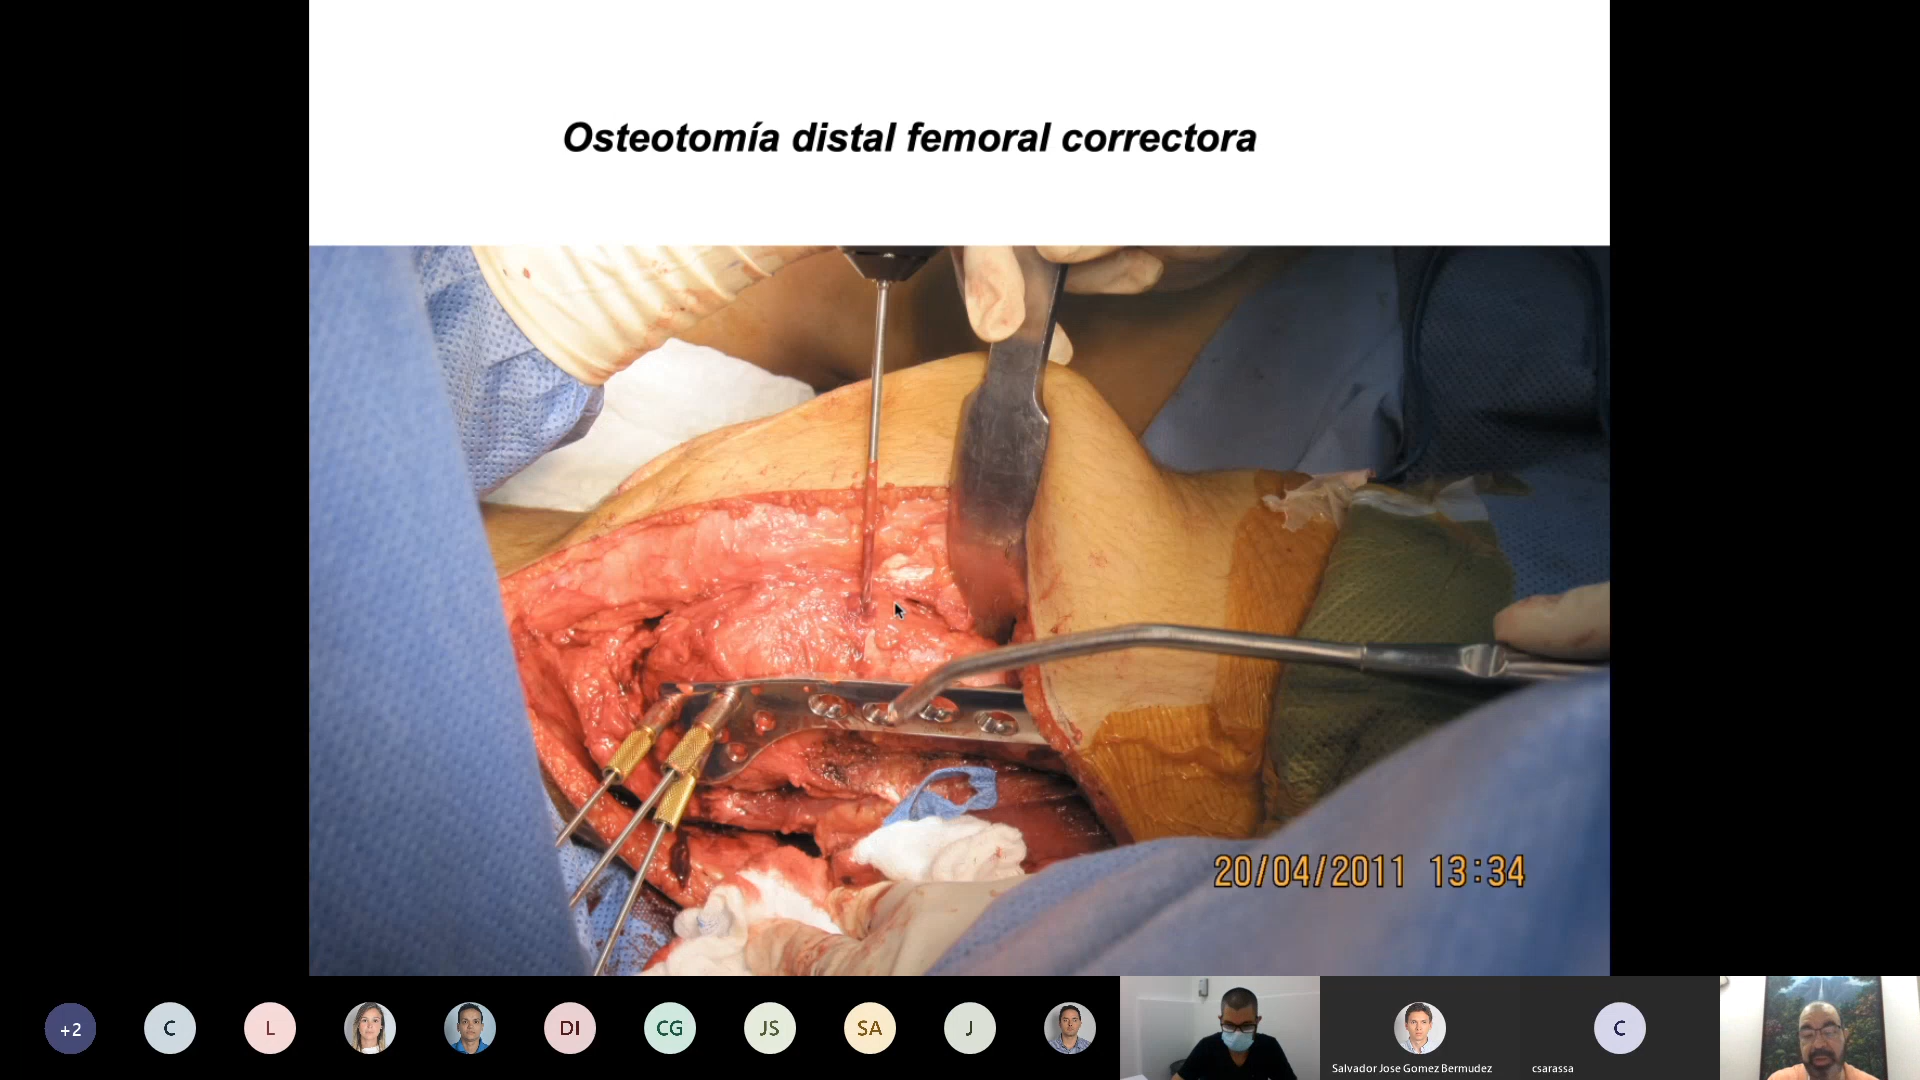 Osteotomía distal femoral correctora
20/04/2011 13:34
+2
C
L
DI
CG
JS
SA
J
C
Salvador Jose Gomez Bermudez
csarassa